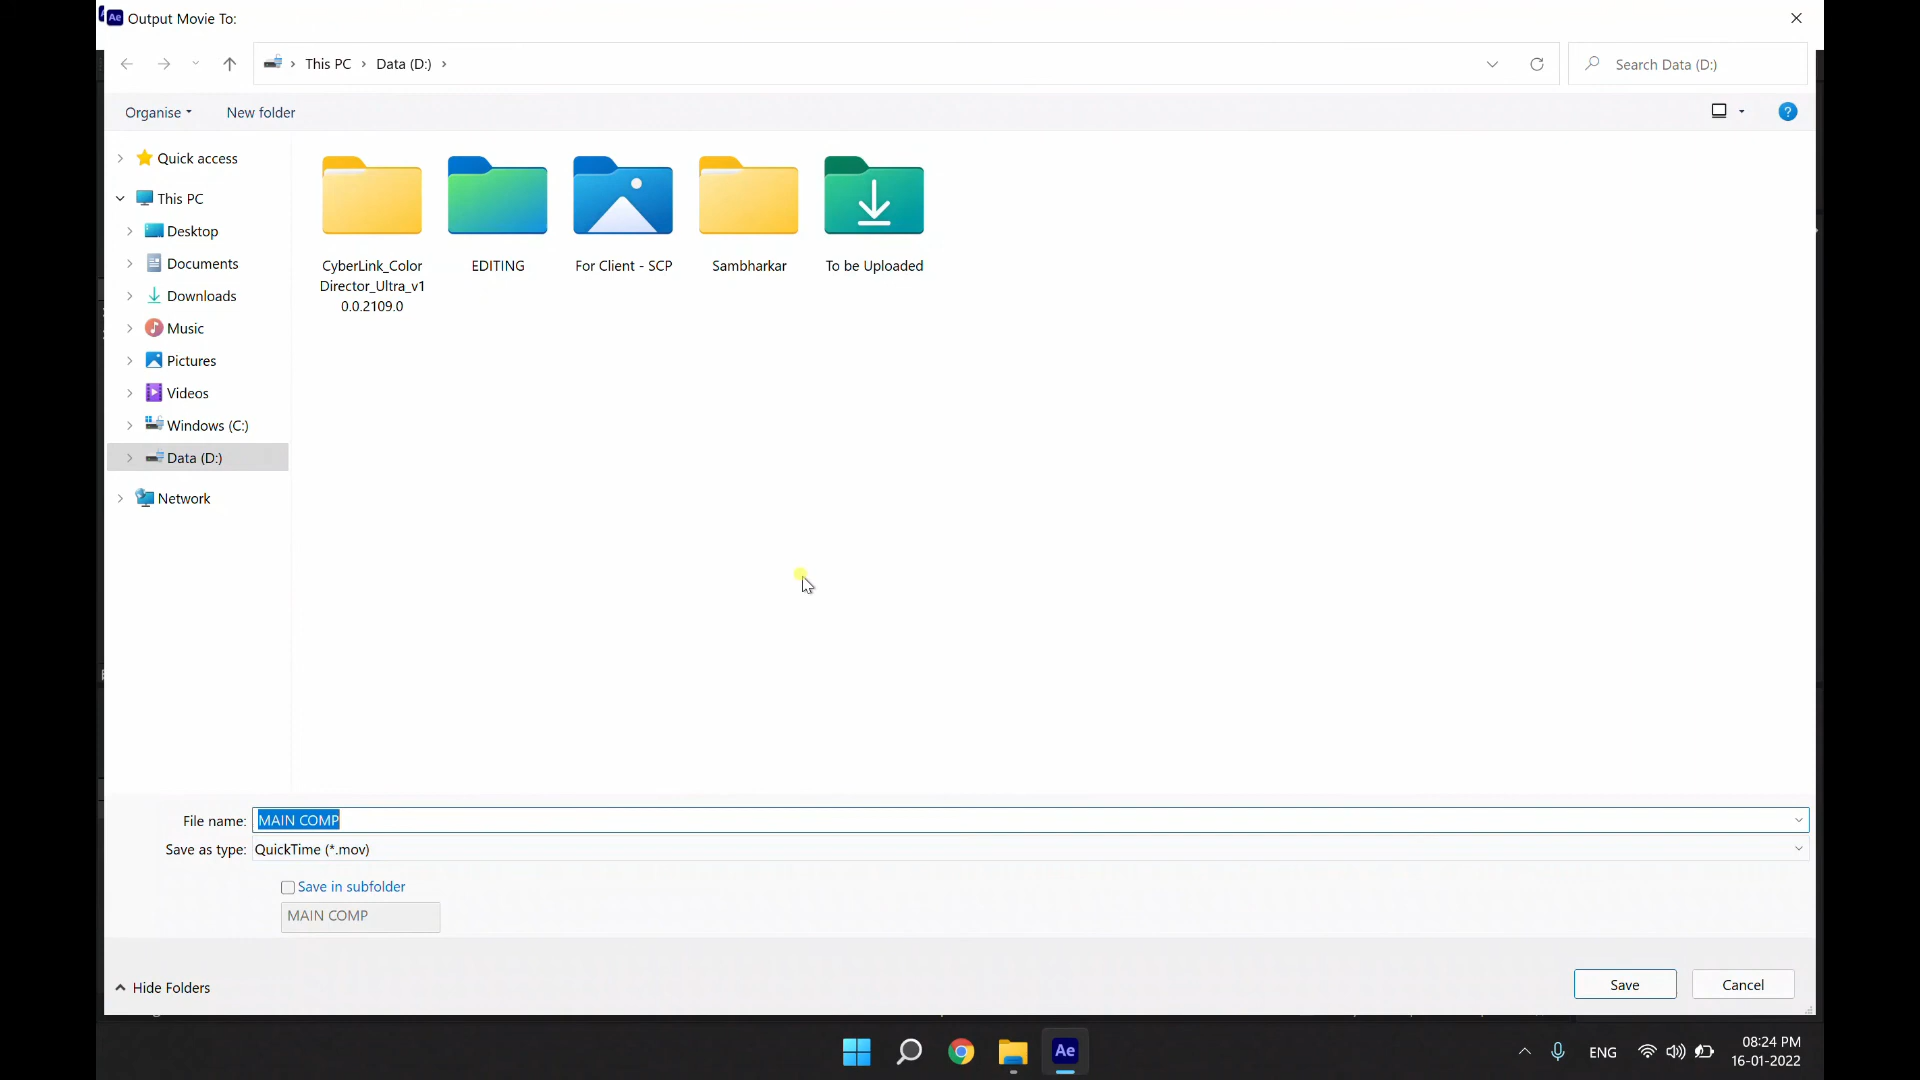 Ae Output Movie To:
This PC
Data (D:)
Search Data (D:)
Organise
New folder
?
Quick access
This PC
Desktop
Documents
Downloads
Music
Pictures
Videos
Windows (C:)
Data (D:)
Network
CyberLink_Color
Director_Ultra_v1
0.0.2109.0
EDITING
For Client - SCP
Sambharkar
To be Uploaded
File name: MAIN COMP
Save as type: QuickTime (*.mov)
Save in subfolder
MAIN COMP
Hide Folders
Save
Cancel
Ae
ENG
08:24 PM
16-01-2022